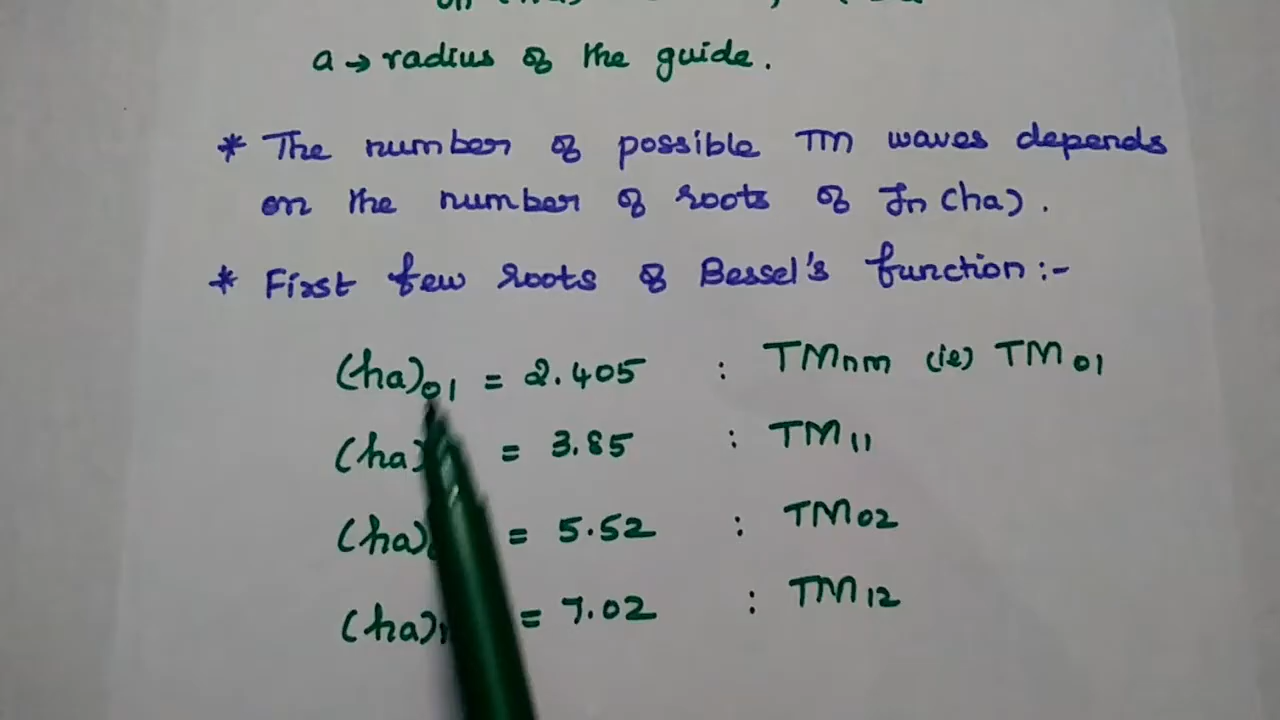 a → radius of the guide.
* The number of possible TM waves depends
on the number of roots of Jn (ha).
* First few roots of Bessel's function :-
(ha)01 = 2.405 : TMnm (ie) TM01
(ha) = 3.85 : TM11
(ha) = 5.52 : TM02
(ha) = 7.02 : TM12